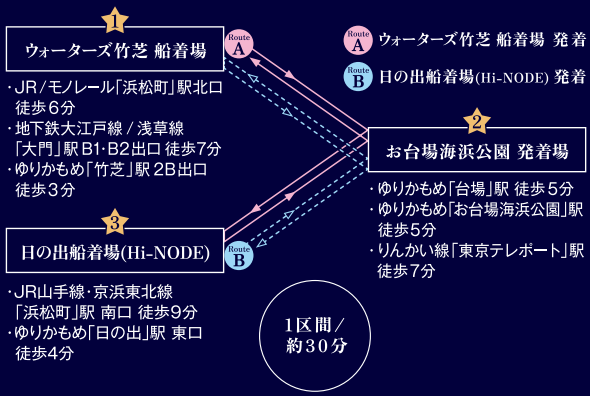 1
ウォーターズ竹芝 船着場
・JR/モノレール「浜松町」駅北口
徒歩6分
・地下鉄大江戸線/浅草線
「大門」駅B1・B2出口 徒歩7分
・ゆりかもめ「竹芝」駅2B出口
徒歩3分
Route
A
Route
A
ウォーターズ竹芝 船着場 発着
Route
B
日の出船着場(Hi-NODE) 発着
2
お台場海浜公園 発着場
・ゆりかもめ「台場」駅 徒歩5分
・ゆりかもめ「お台場海浜公園」駅
徒歩5分
・りんかい線「東京テレポート」駅
徒歩7分
3
日の出船着場(Hi-NODE)
Route
B
・JR山手線・京浜東北線
「浜松町」駅 南口 徒歩9分
・ゆりかもめ「日の出」駅 東口
徒歩4分
1区間/
約30分